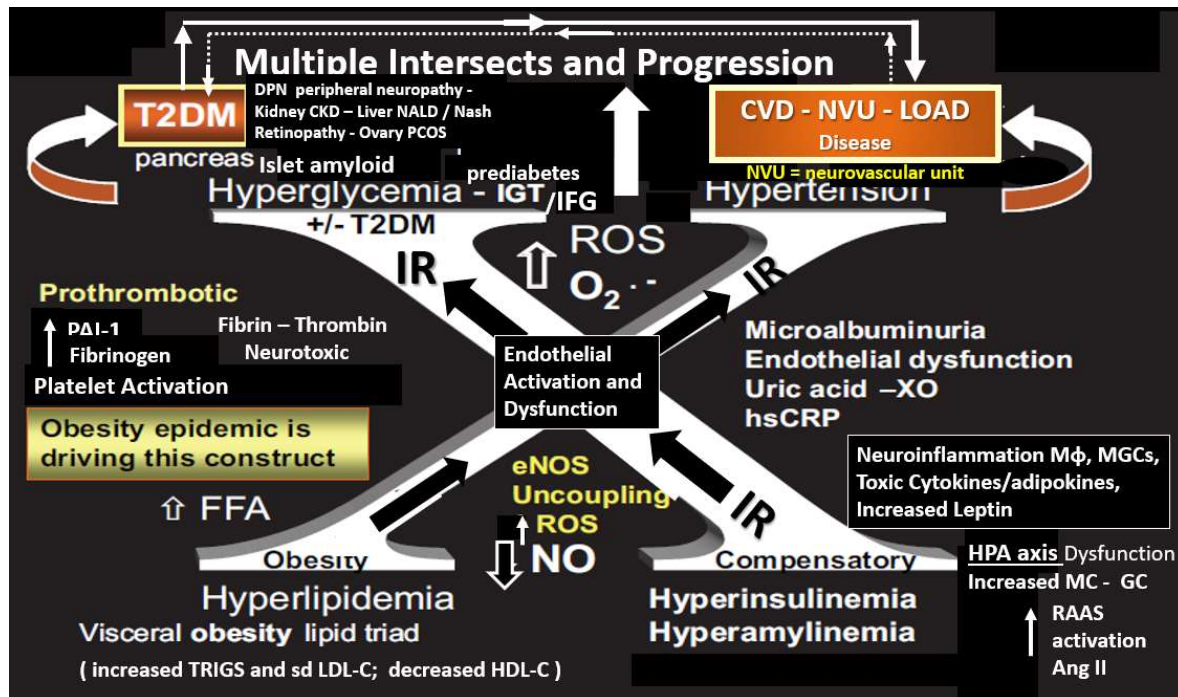 Multiple Intersects and Progression
T2DM
pancreas
DPN peripheral neuropathy -
Kidney CKD – Liver NALD / Nash
Retinopathy - Ovary PCOS
Islet amyloid
CVD - NVU - LOAD
Disease
NVU = neurovascular unit
prediabetes
Hyperglycemia - IGT
/IFG
+/- T2DM
Hypertension
IR
IR
⇧ ROS
O₂ · -
Prothrombotic
↑ PAI-1
Fibrinogen
Fibrin – Thrombin
Neurotoxic
Platelet Activation
Obesity epidemic is
driving this construct
⇧ FFA
Endothelial
Activation and
Dysfunction
Microalbuminuria
Endothelial dysfunction
Uric acid –XO
hsCRP
eNOS
Uncoupling
↑ ROS
⇩ NO
IR
Neuroinflammation Mф, MGCs,
Toxic Cytokines/adipokines,
Increased Leptin
HPA axis Dysfunction
Increased MC - GC
↑ RAAS
activation
Ang II
Obesity
Hyperlipidemia
Visceral obesity lipid triad
( increased TRIGS and sd LDL-C; decreased HDL-C )
Compensatory
Hyperinsulinemia
Hyperamylinemia